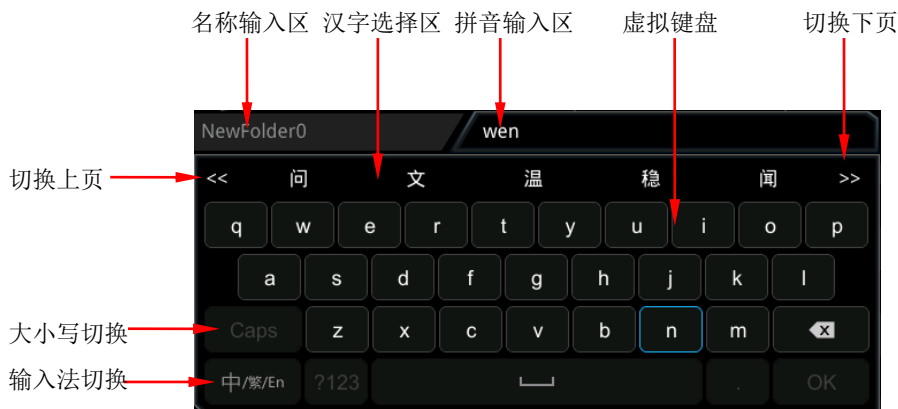 名称输入区 汉字选择区 拼音输入区 虚拟键盘 切换下页
NewFolder0 wen
切换上页 << 问 文 温 稳 闻 >>
q w e r t y u i o p
a s d f g h j k l
大小写切换 Caps z x c v b n m x
输入法切换 中/繁/En ?123 . OK